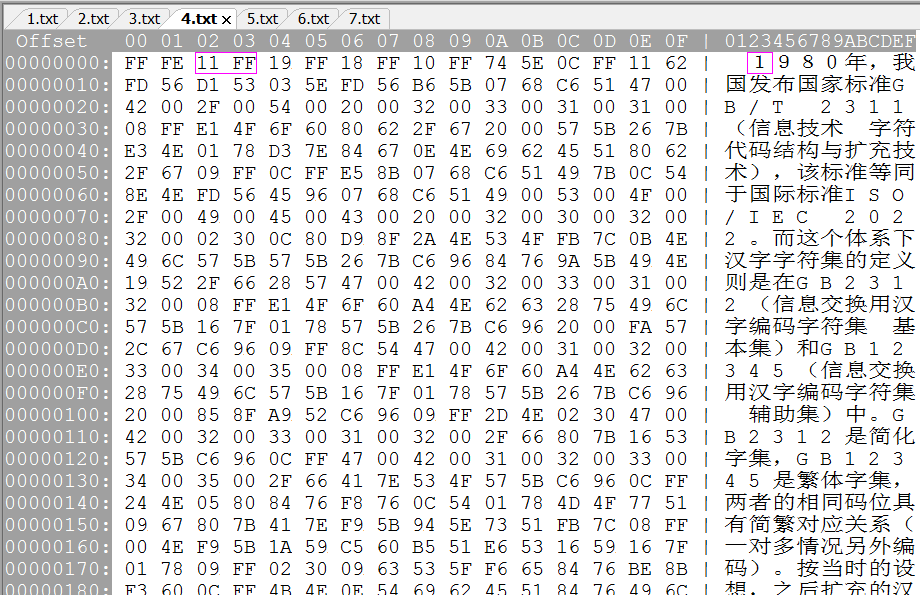 1.txt 2.txt 3.txt 4.txt x 5.txt 6.txt 7.txt
Offset 00 01 02 03 04 05 06 07 08 09 0A 0B 0C 0D 0E 0F | 0123456789ABCDEF
00000000: FF FE 11 FF 19 FF 18 FF 10 FF 74 5E 0C FF 11 62 | 1980年,我
00000010: FD 56 D1 53 03 5E FD 56 B6 5B 07 68 C6 51 47 00 | 国发布国家标准G
00000020: 42 00 2F 00 54 00 20 00 32 00 33 00 31 00 31 00 | B/T 2311
00000030: 08 FF E1 4F 6F 60 80 62 2F 67 20 00 57 5B 26 7B | (信息技术 字符
00000040: E3 4E 01 78 D3 7E 84 67 0E 4E 69 62 45 51 80 62 | 代码结构与扩充技
00000050: 2F 67 09 FF 0C FF E5 8B 07 68 C6 51 49 7B 0C 54 | 术),该标准等同
00000060: 8E 4E FD 56 45 96 07 68 C6 51 49 00 53 00 4F 00 | 于国际标准ISO
00000070: 2F 00 49 00 45 00 43 00 20 00 32 00 30 00 32 00 | /IEC 202
00000080: 32 00 02 30 0C 80 D9 8F 2A 4E 53 4F FB 7C 0B 4E | 2。而这个体系下
00000090: 49 6C 57 5B 57 5B 26 7B C6 96 84 76 9A 5B 49 4E | 汉字字符集的定义
000000A0: 19 52 2F 66 28 57 47 00 42 00 32 00 33 00 31 00 | 则是在GB231
000000B0: 32 00 08 FF E1 4F 6F 60 A4 4E 62 63 28 75 49 6C | 2(信息交换用汉
000000C0: 57 5B 16 7F 01 78 57 5B 26 7B C6 96 20 00 FA 57 | 字编码字符集 基
000000D0: 2C 67 C6 96 09 FF 8C 54 47 00 42 00 31 00 32 00 | 本集)和GB12
000000E0: 33 00 34 00 35 00 08 FF E1 4F 6F 60 A4 4E 62 63 | 345(信息交换
000000F0: 28 75 49 6C 57 5B 16 7F 01 78 57 5B 26 7B C6 96 | 用汉字编码字符集
00000100: 20 00 85 8F A9 52 C6 96 09 FF 2D 4E 02 30 47 00 | 辅助集)中。G
00000110: 42 00 32 00 33 00 31 00 32 00 2F 66 80 7B 16 53 | B2312是简化
00000120: 57 5B C6 96 0C FF 47 00 42 00 31 00 32 00 33 00 | 字集,GB123
00000130: 34 00 35 00 2F 66 41 7E 53 4F 57 5B C6 96 0C FF | 45是繁体字集,
00000140: 24 4E 05 80 84 76 F8 76 0C 54 01 78 4D 4F 77 51 | 两者的相同码位具
00000150: 09 67 80 7B 41 7E F9 5B 94 5E 73 51 FB 7C 08 FF | 有简繁对应关系(
00000160: 00 4E F9 5B 1A 59 C5 60 B5 51 E6 53 16 59 16 7F | 一对多情况另外编
00000170: 01 78 09 FF 02 30 09 63 53 5F F6 65 84 76 BE 8B | 码)。按当时的设
00000180: F3 60 0C FF 4B 4E 0E 54 69 62 45 51 84 76 49 6C | 想,之后扩充的汉